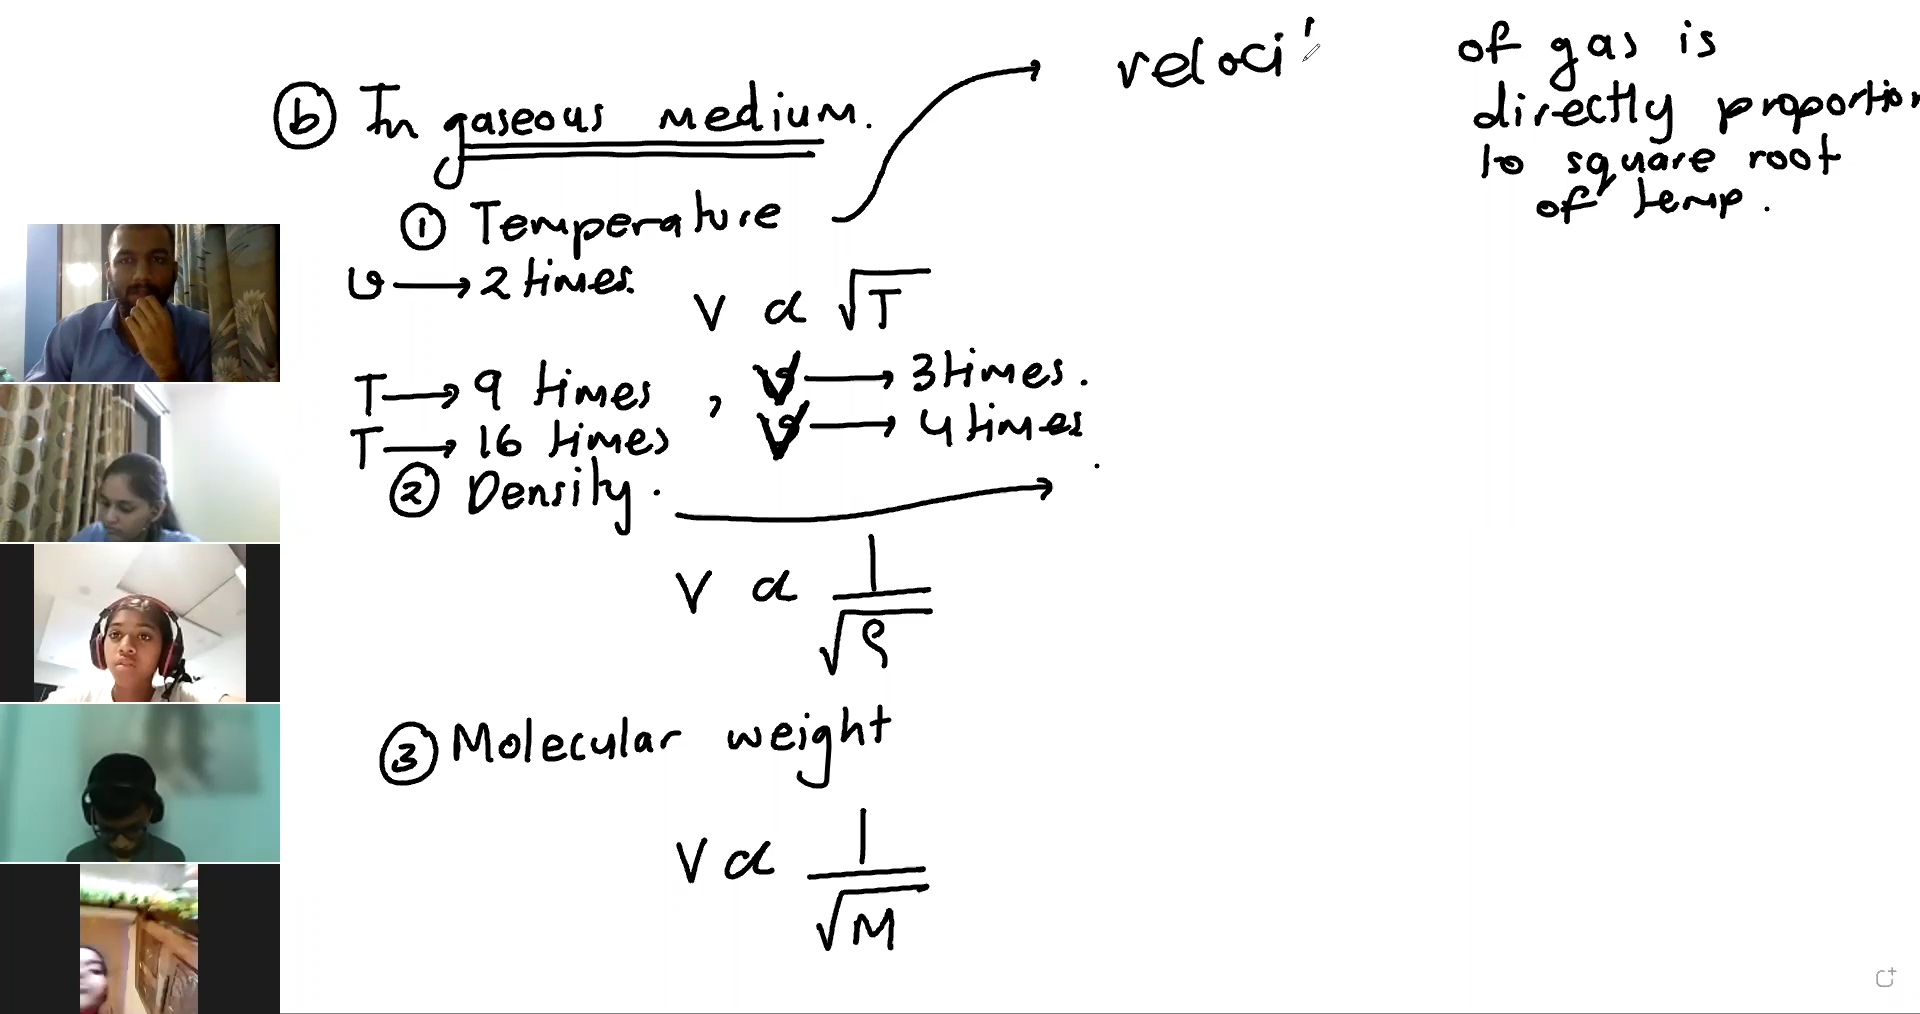 ⓑ In gaseous medium.
① Temperature
υ → 2 times.
V α √T
T → 9 times , V → 3 times.
T → 16 times V → 4 times
② Density.
V α 1/√ρ
③ Molecular weight
V α 1/√M
veloci'
of gas is
directly proportion
to square root
of temp.